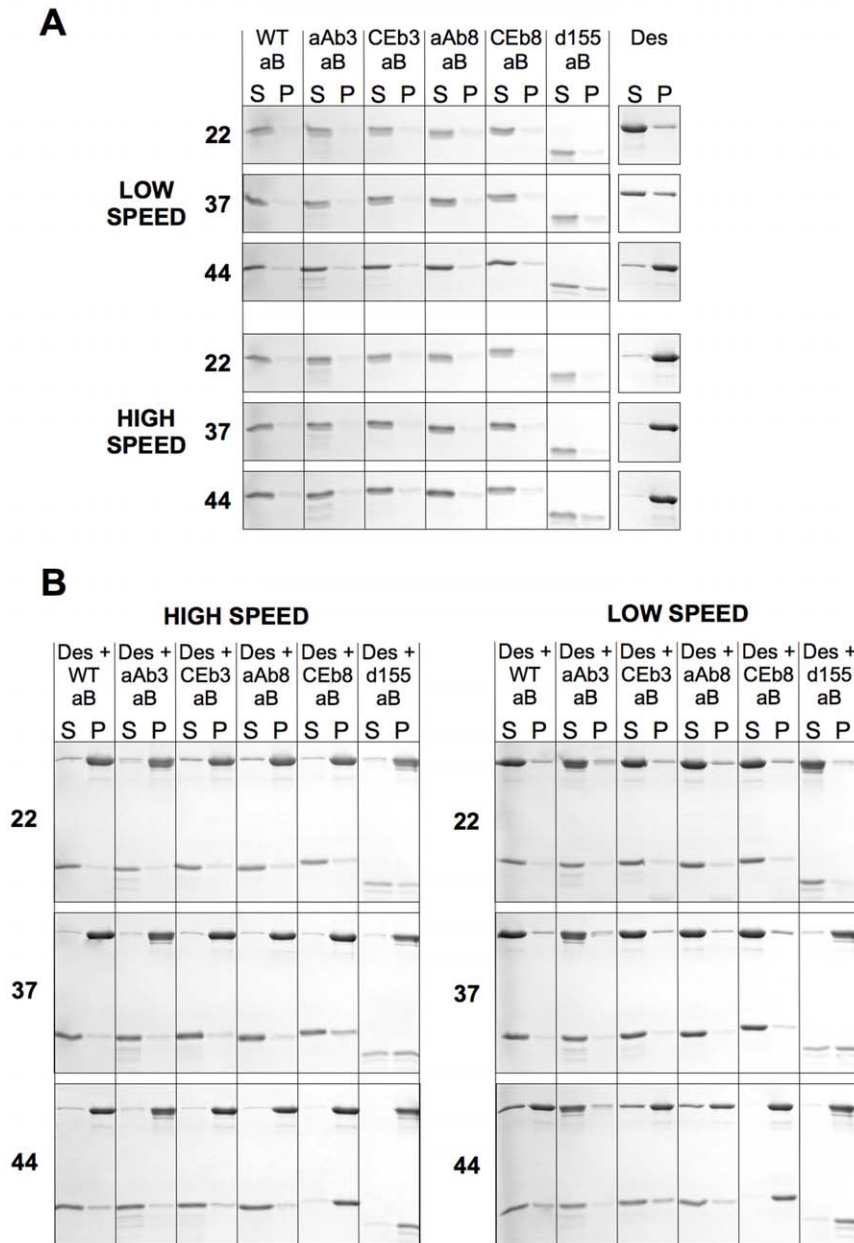 A
WT aAb3 CEb3 aAb8 CEb8 d155 Des
aB aB aB aB aB aB
S P S P S P S P S P S P S P
22
LOW SPEED 37
44
22
HIGH SPEED 37
44
B
HIGH SPEED
Des + Des + Des + Des + Des + Des +
WT aAb3 CEb3 aAb8 CEb8 d155
aB aB aB aB aB aB
S P S P S P S P S P S P
22
37
44
LOW SPEED
Des + Des + Des + Des + Des + Des +
WT aAb3 CEb3 aAb8 CEb8 d155
aB aB aB aB aB aB
S P S P S P S P S P S P
22
37
44